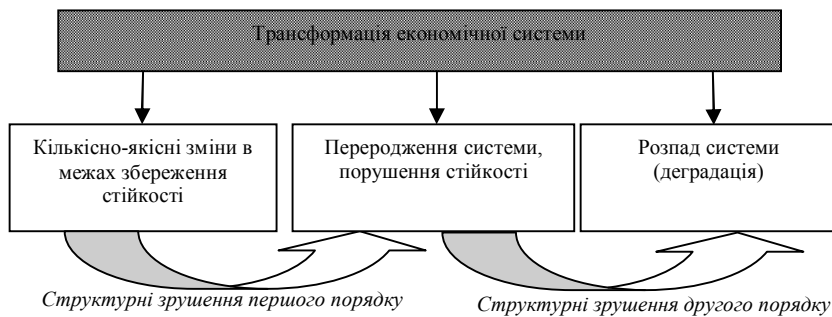 Трансформація економічної системи
Кількісно-якісні зміни в
межах збереження
стійкості
Переродження системи,
порушення стійкості
Розпад системи
(деградація)
Структурні зрушення першого порядку
Структурні зрушення другого порядку